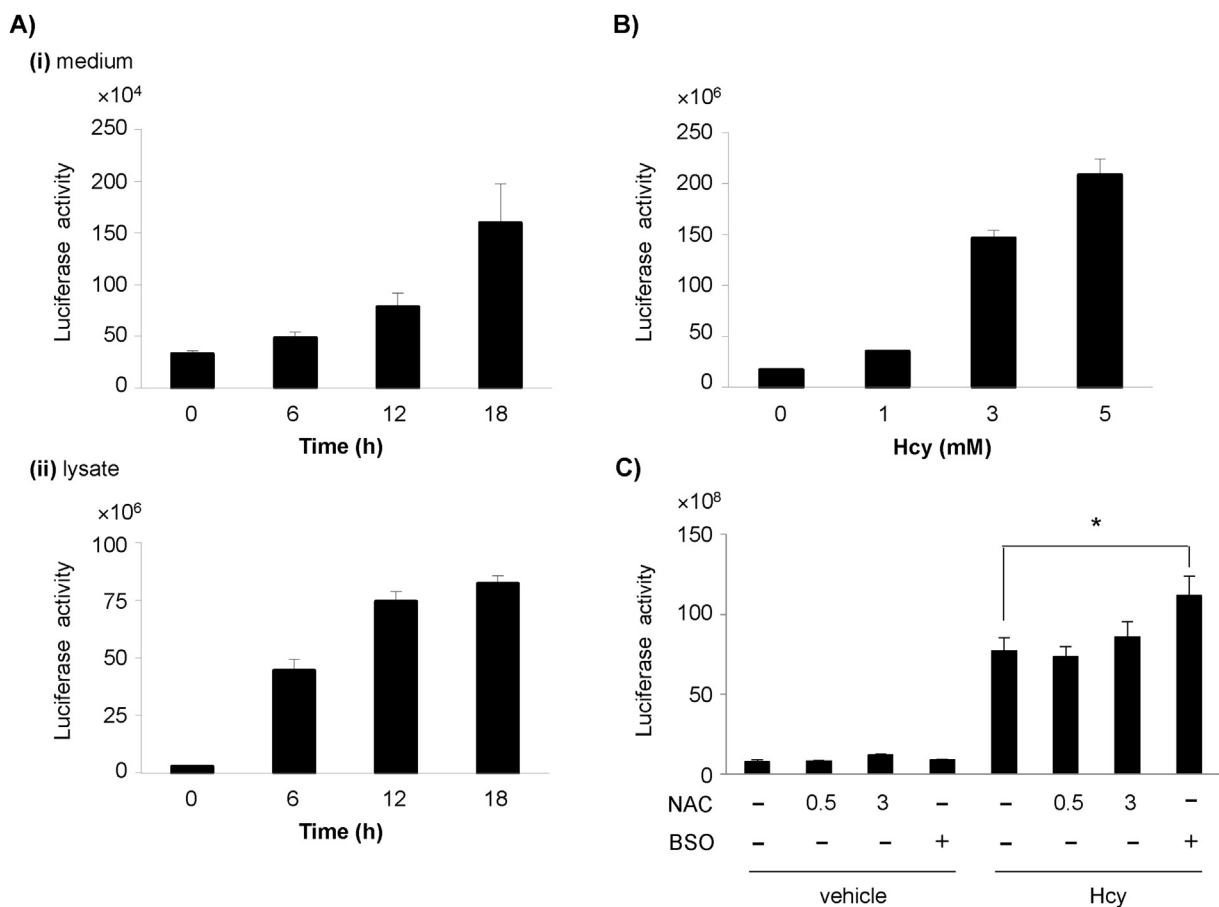 A)
(i) medium
×10⁴
Luciferase activity
250
200
150
100
50
0
0 6 12 18
Time (h)
(ii) lysate
×10⁶
Luciferase activity
100
75
50
25
0
0 6 12 18
Time (h)
B)
×10⁶
Luciferase activity
250
200
150
100
50
0
0 1 3 5
Hcy (mM)
C)
×10⁸
Luciferase activity
150
100
50
0
*
NAC – 0.5 3 – – 0.5 3 –
BSO – – – + – – – +
vehicle Hcy